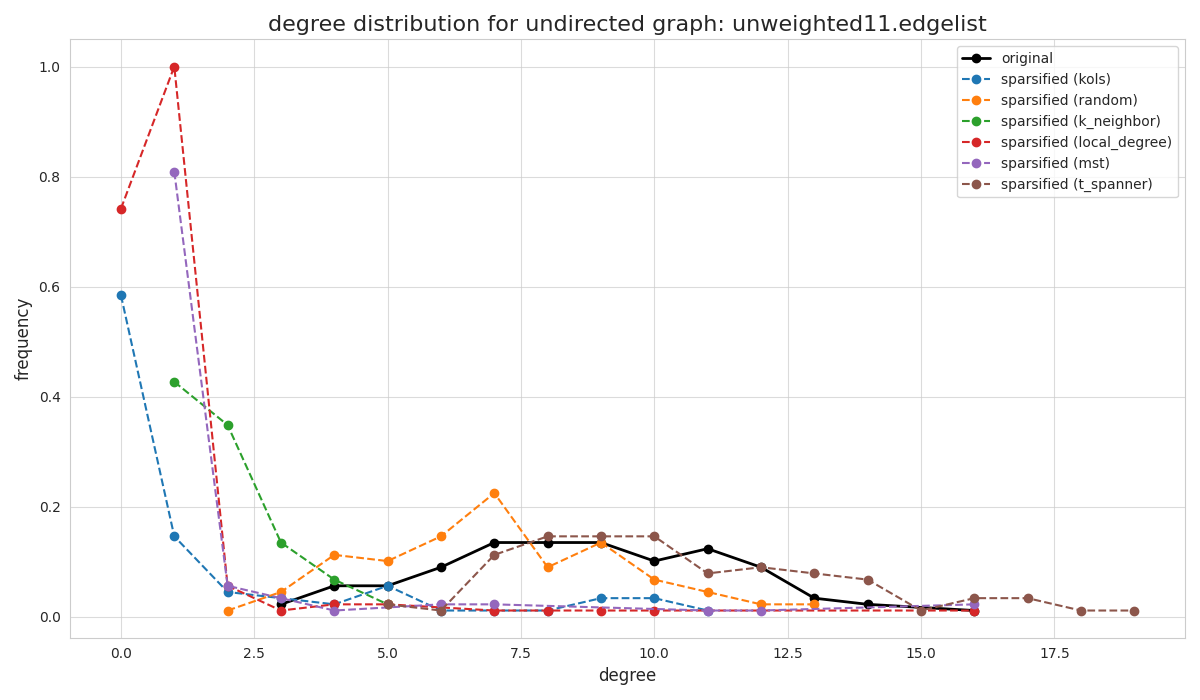 degree distribution for undirected graph: unweighted11.edgelist
original
sparsified (kols)
sparsified (random)
sparsified (k_neighbor)
sparsified (local_degree)
sparsified (mst)
sparsified (t_spanner)
frequency
1.0
0.8
0.6
0.4
0.2
0.0
0.0 2.5 5.0 7.5 10.0 12.5 15.0 17.5
degree